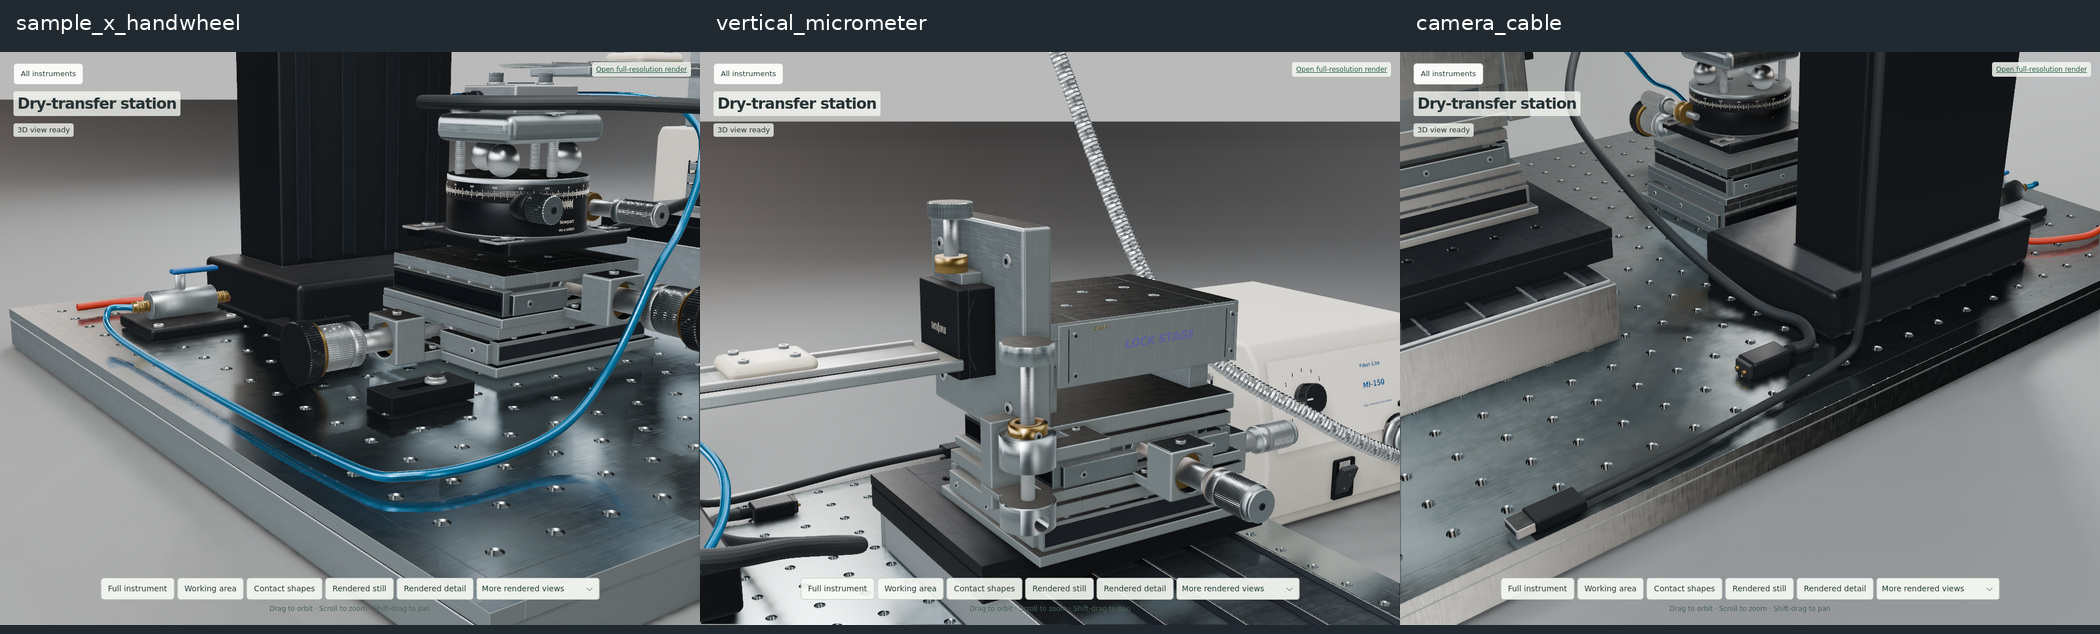 sample_x_handwheel
All instruments
Open full-resolution render
Dry-transfer station
3D view ready
Newport
Full instrument
Working area
Contact shapes
Rendered still
Rendered detail
More rendered views
Drag to orbit · Scroll to zoom · Shift-drag to pan
vertical_micrometer
All instruments
Open full-resolution render
Dry-transfer station
3D view ready
LOCK STAGE
Fiber-Lite
MI-150
Full instrument
Working area
Contact shapes
Rendered still
Rendered detail
More rendered views
Drag to orbit · Scroll to zoom · Shift-drag to pan
camera_cable
All instruments
Open full-resolution render
Dry-transfer station
3D view ready
Full instrument
Working area
Contact shapes
Rendered still
Rendered detail
More rendered views
Drag to orbit · Scroll to zoom · Shift-drag to pan